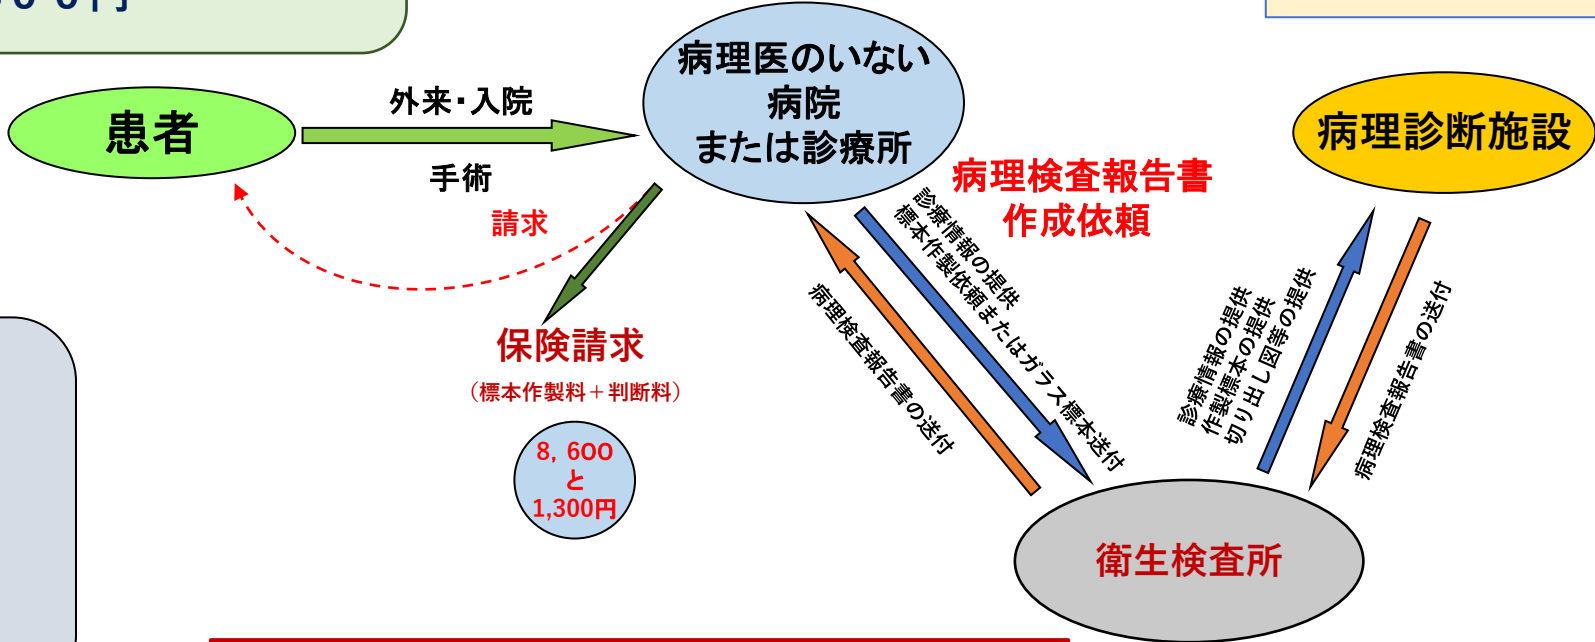 円
病理医のいない
病院
または診療所
患者
外来・入院
手術
請求
病理診断施設
病理検査報告書
作成依頼
診療情報の提供
標本作製依頼またはガラス標本送付
病理検査報告書の送付
診療情報の提供
作製標本の提供
切り出し図等の提供
病理検査報告書の送付
保険請求
（標本作製料＋判断料）
8, 600
と
1,300円
衛生検査所